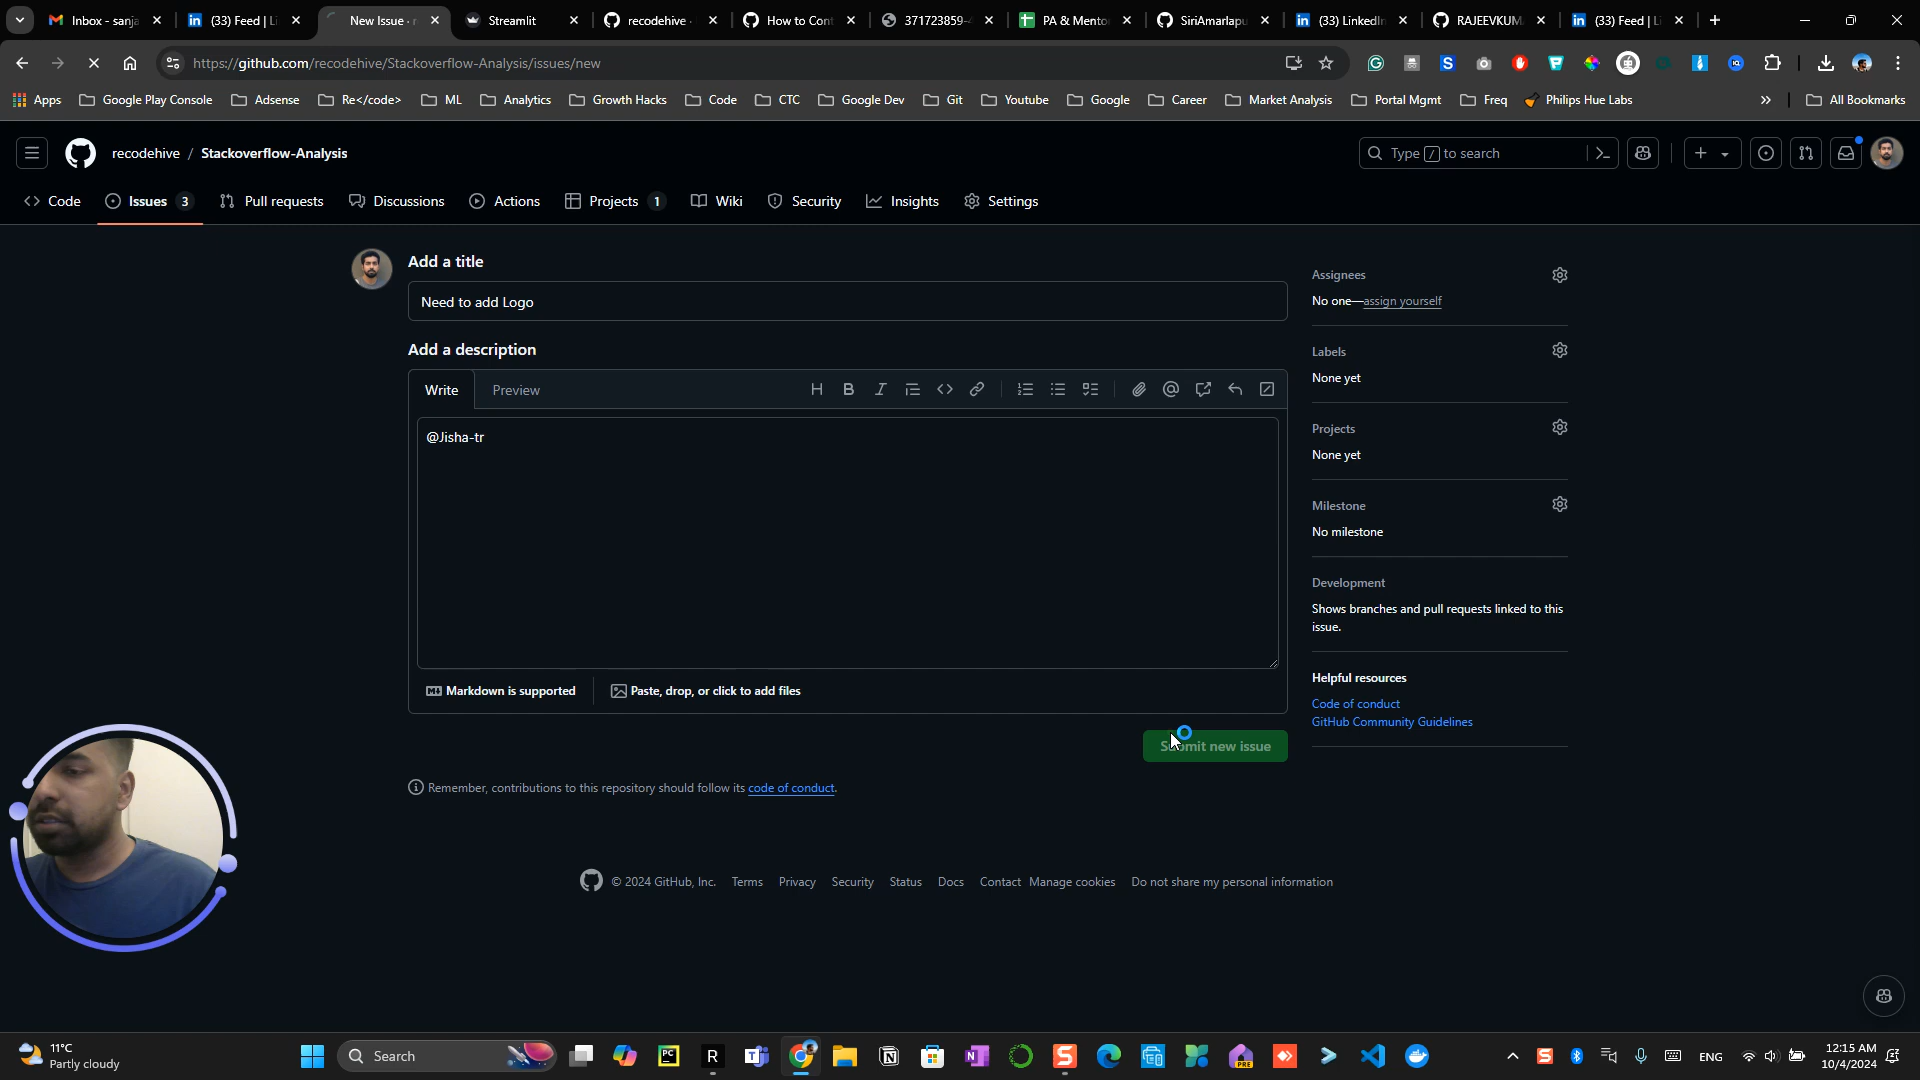 Inbox - sanja
(33) Feed | Li
New Issue · r
Streamlit
recodehive
How to Cont
371723859-
PA & Mento
SiriAmarlapu
(33) LinkedIn
RAJEEVKUM
(33) Feed | Li
https://github.com/recodehive/Stackoverflow-Analysis/issues/new
Apps
Google Play Console
Adsense
Re</code>
ML
Analytics
Growth Hacks
Code
CTC
Google Dev
Git
Youtube
Google
Career
Market Analysis
Portal Mgmt
Freq
Philips Hue Labs
All Bookmarks
recodehive / Stackoverflow-Analysis
Type / to search
Code
Issues 3
Pull requests
Discussions
Actions
Projects 1
Wiki
Security
Insights
Settings
Add a title
Need to add Logo
Add a description
Write
Preview
@Jisha-tr
Markdown is supported
Paste, drop, or click to add files
Submit new issue
Remember, contributions to this repository should follow its code of conduct.
Assignees
No one—assign yourself
Labels
None yet
Projects
None yet
Milestone
No milestone
Development
Shows branches and pull requests linked to this
issue.
Helpful resources
Code of conduct
GitHub Community Guidelines
© 2024 GitHub, Inc.
Terms
Privacy
Security
Status
Docs
Contact
Manage cookies
Do not share my personal information
11°C
Partly cloudy
Search
ENG
12:15 AM
10/4/2024